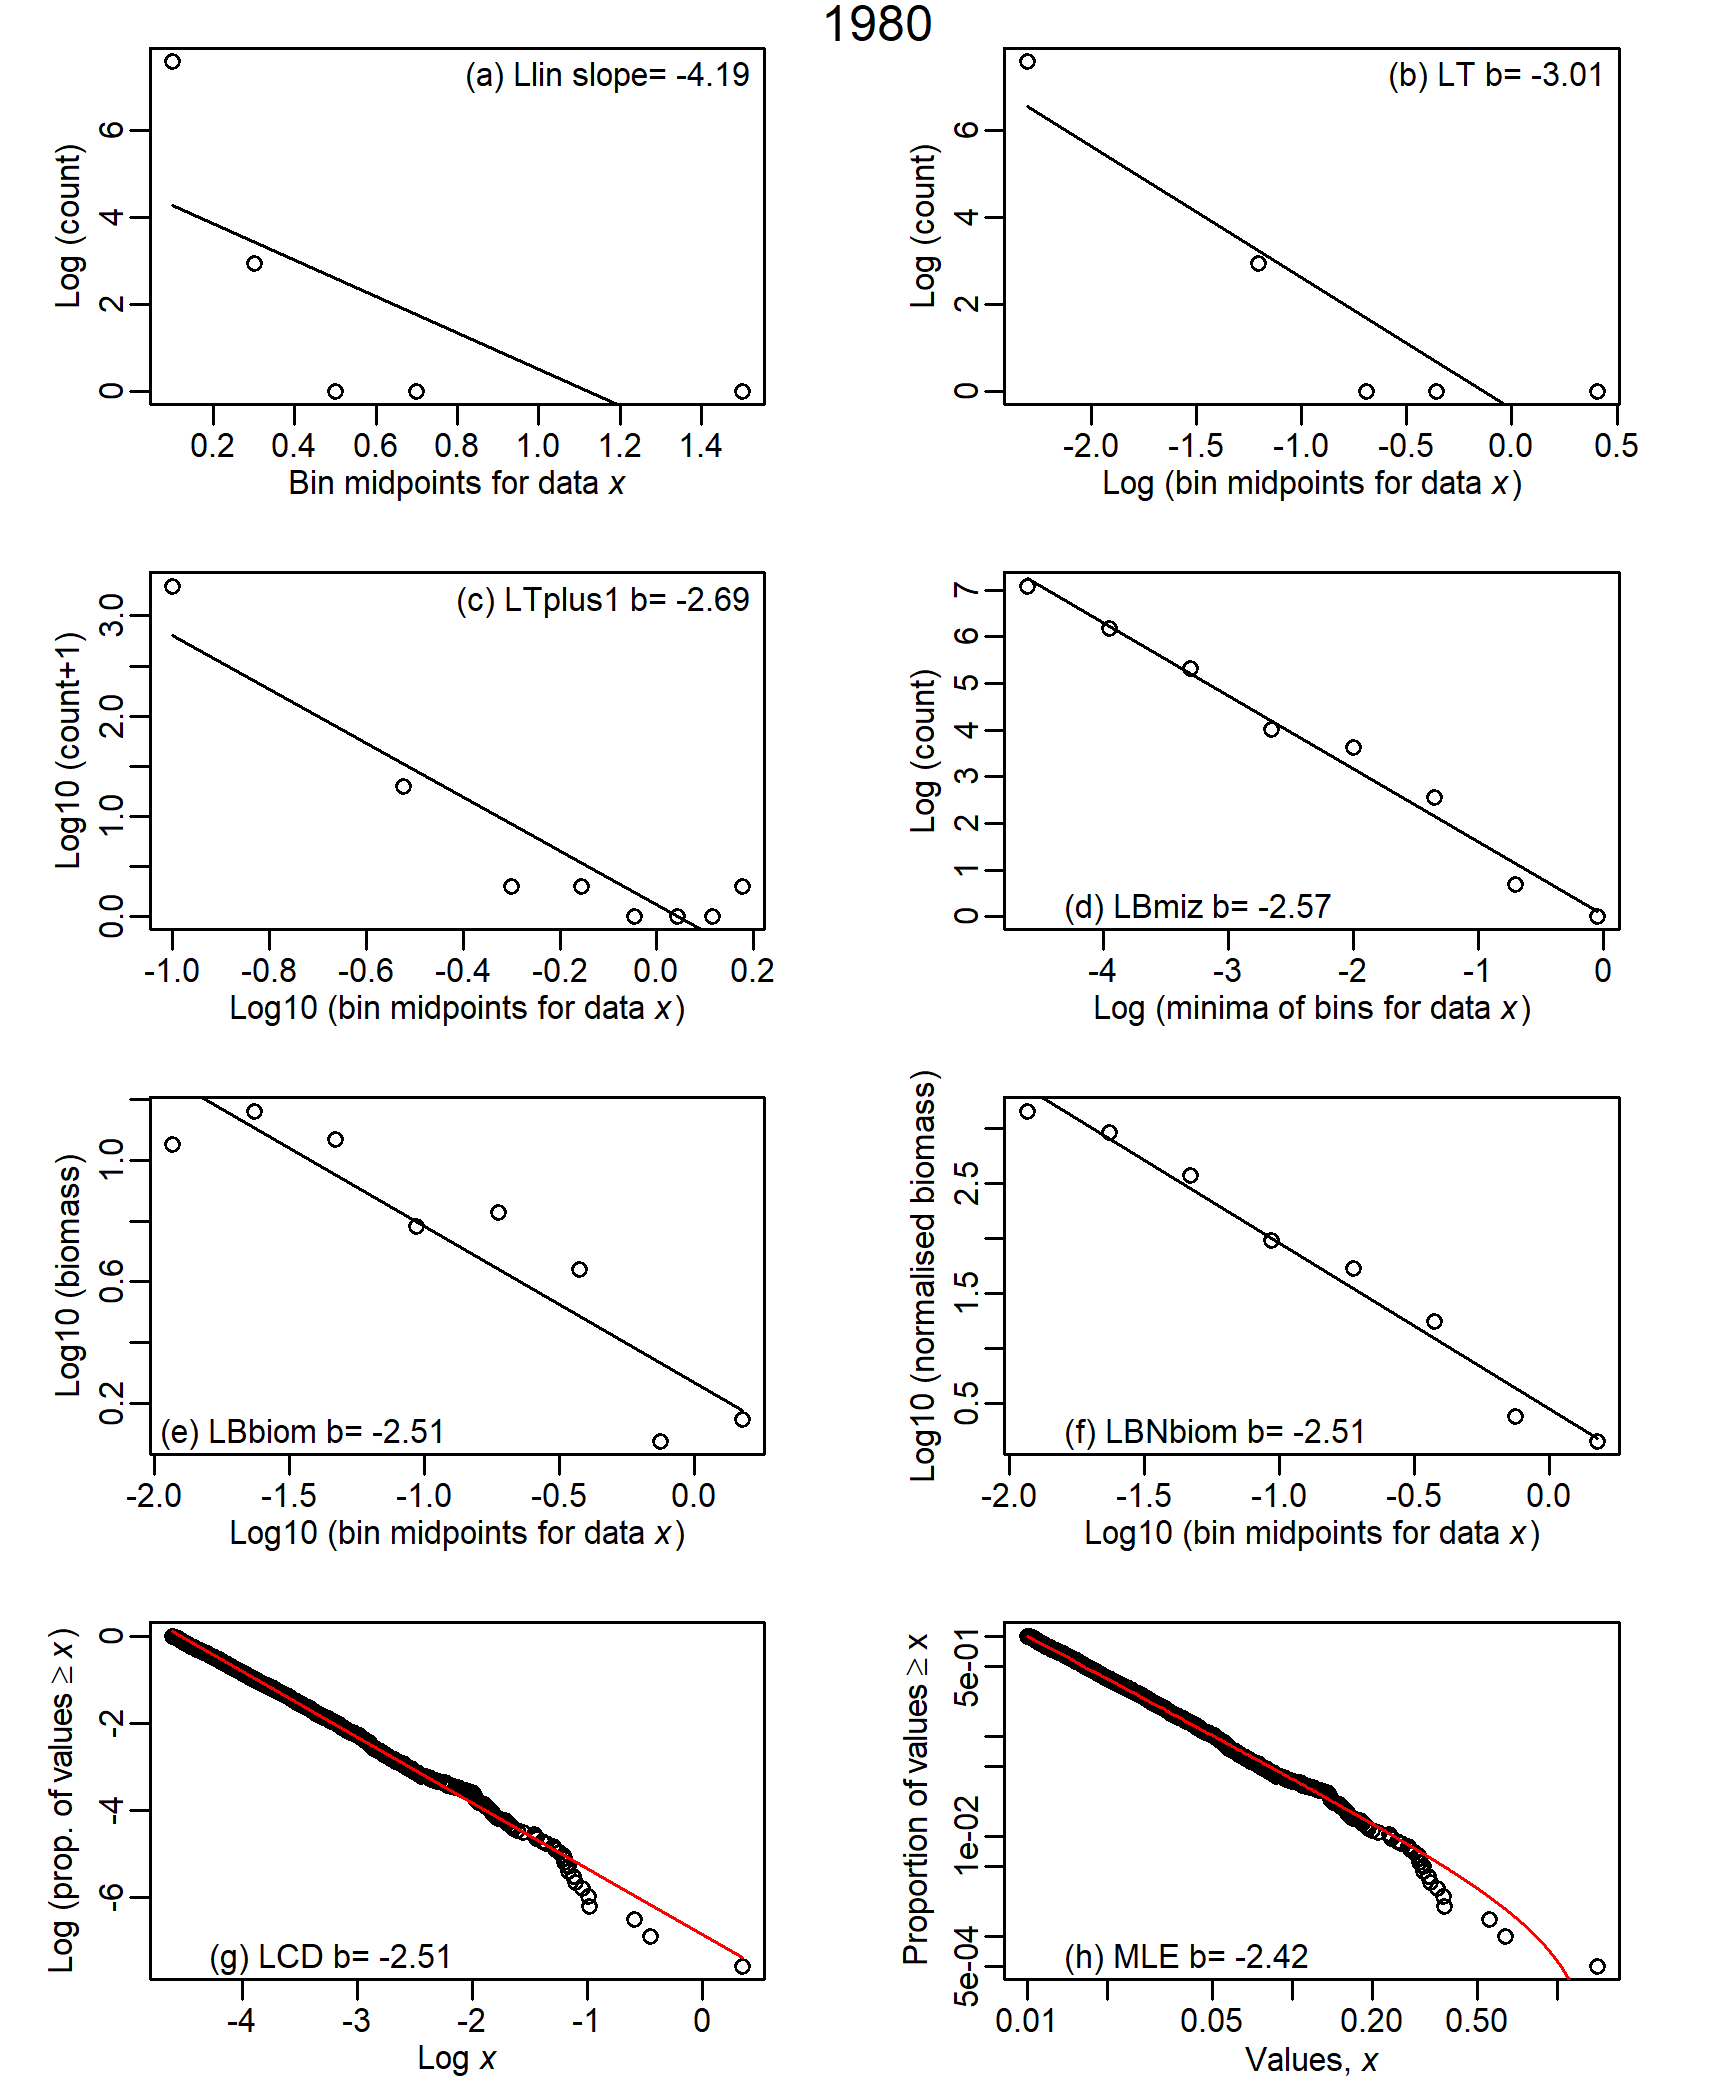 1980
(a) Llin slope= -4.19
Log (count)
0 2 4 6
0.2 0.4 0.6 0.8 1.0 1.2 1.4
Bin midpoints for data x
(b) LT b= -3.01
Log (count)
0 2 4 6
-2.0 -1.5 -1.0 -0.5 0.0 0.5
Log (bin midpoints for data x)
(c) LTplus1 b= -2.69
Log10 (count+1)
0.0 1.0 2.0 3.0
-1.0 -0.8 -0.6 -0.4 -0.2 0.0 0.2
Log10 (bin midpoints for data x)
(d) LBmiz b= -2.57
Log (count)
0 1 2 3 4 5 6 7
-4 -3 -2 -1 0
Log (minima of bins for data x)
(e) LBbiom b= -2.51
Log10 (biomass)
0.2 0.6 1.0
-2.0 -1.5 -1.0 -0.5 0.0
Log10 (bin midpoints for data x)
(f) LBNbiom b= -2.51
Log10 (normalised biomass)
0.5 1.5 2.5
-2.0 -1.5 -1.0 -0.5 0.0
Log10 (bin midpoints for data x)
(g) LCD b= -2.51
Log (prop. of values ≥ x)
-6 -4 -2 0
-4 -3 -2 -1 0
Log x
(h) MLE b= -2.42
Proportion of values ≥ x
5e-04 1e-02 5e-01
0.01 0.05 0.20 0.50
Values, x